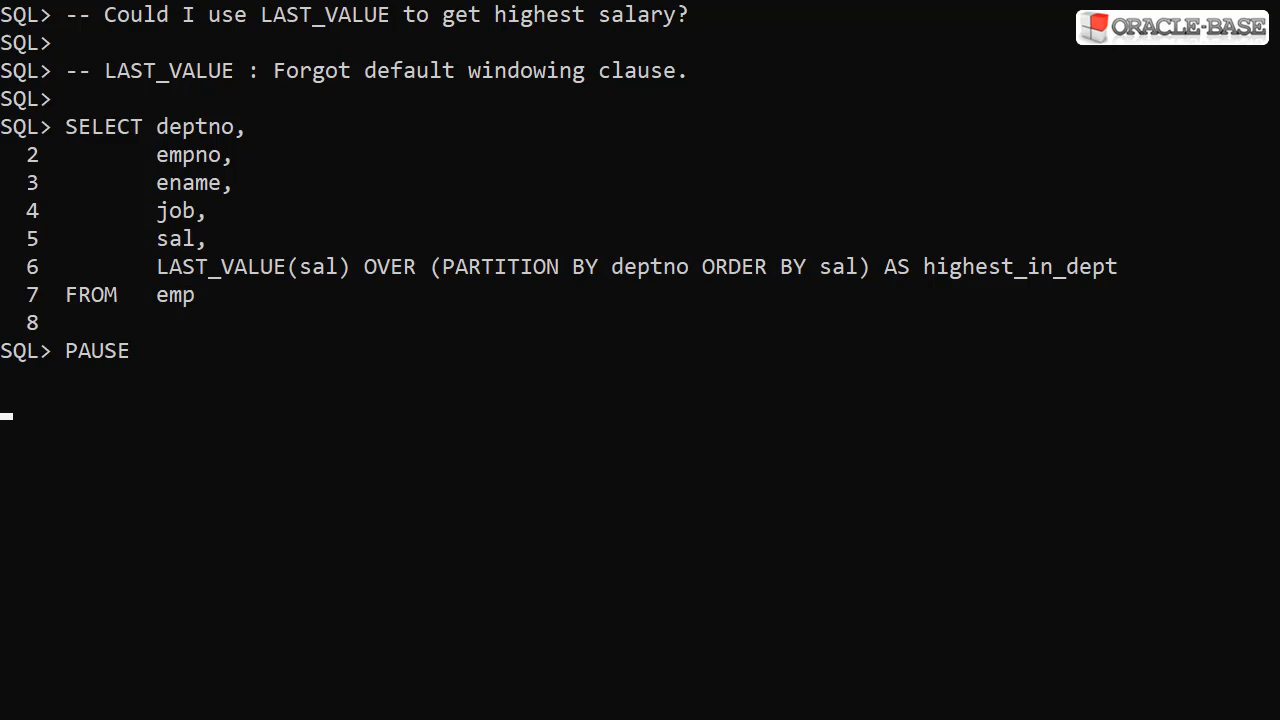 SQL> -- Could I use LAST_VALUE to get highest salary?
ORACLE-BASE
SQL>
SQL> -- LAST_VALUE : Forgot default windowing clause.
SQL>
SQL> SELECT deptno,
2 empno,
3 ename,
4 job,
5 sal,
6 LAST_VALUE(sal) OVER (PARTITION BY deptno ORDER BY sal) AS highest_in_dept
7 FROM emp
8
SQL> PAUSE